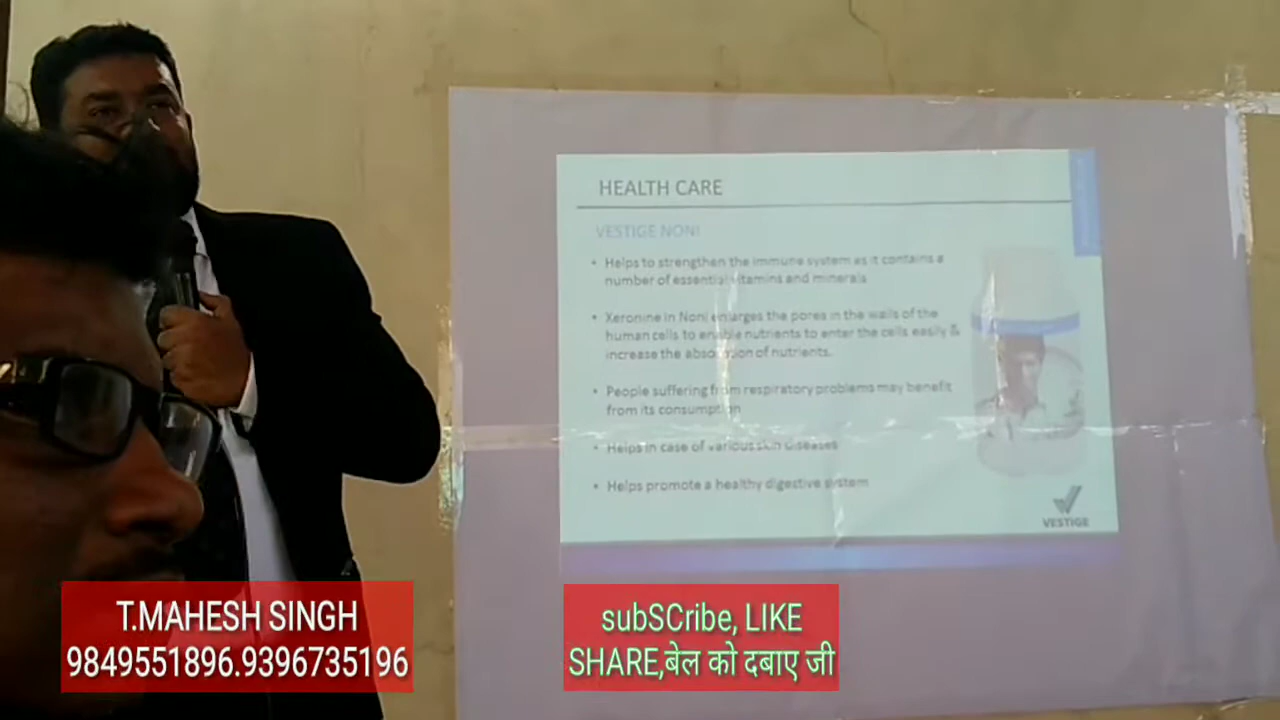 HEALTH CARE
VESTIGE NONI
• Helps to strengthen the immune system as it contains a
number of essential vitamins and minerals
• Xeronine in Noni enlarges the pores in the walls of the
human cells to enable nutrients to enter the cells easily &
increase the absorption of nutrients.
• People suffering from respiratory problems may benefit
from its consumption
• Helps in case of various skin diseases
• Helps promote a healthy digestive system
VESTIGE
T.MAHESH SINGH
9849551896.9396735196
subSCribe, LIKE
SHARE,बेल को दबाए जी